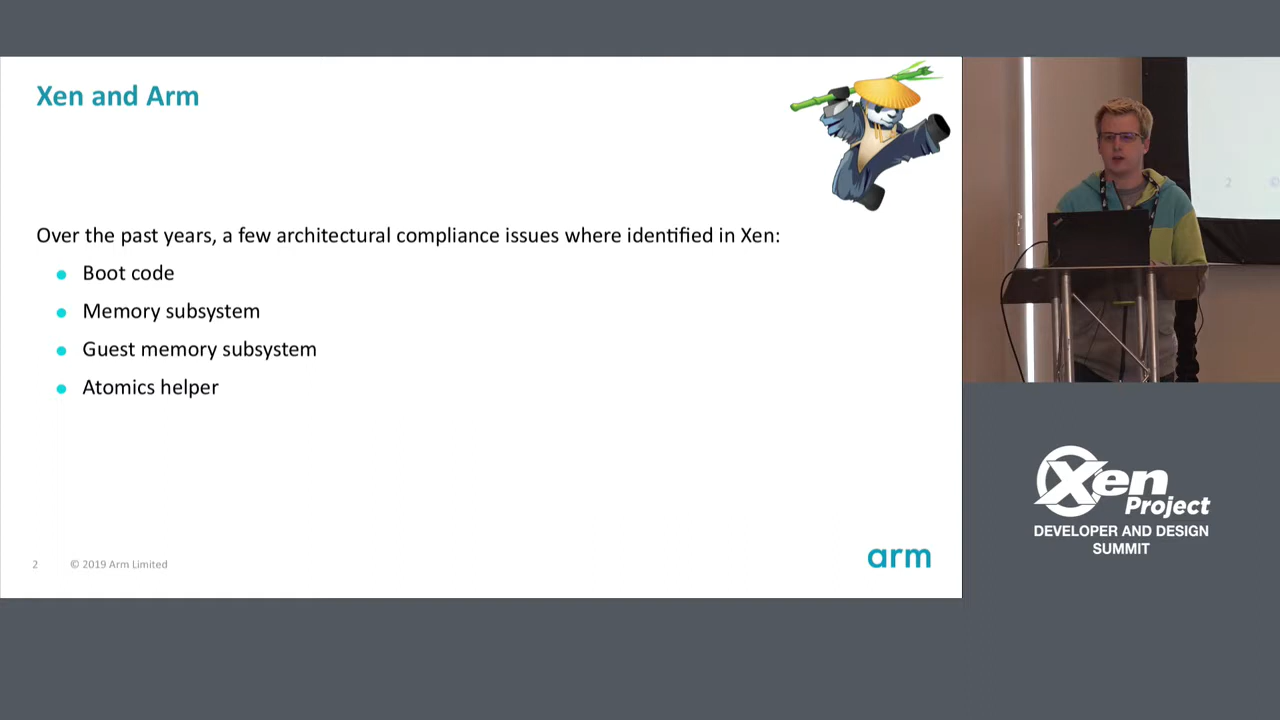 Xen and Arm
Over the past years, a few architectural compliance issues where identified in Xen:
Boot code
Memory subsystem
Guest memory subsystem
Atomics helper
2 © 2019 Arm Limited
arm
2 ©
Xen
Project
DEVELOPER AND DESIGN
SUMMIT